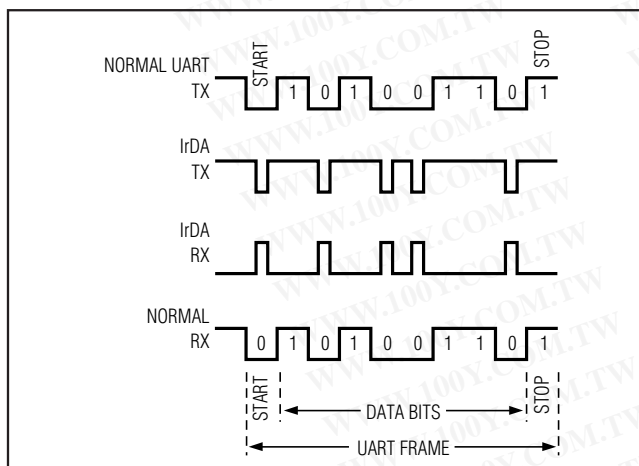 NORMAL UART
TX
START
1 0 1 0 0 1 1 0 1
STOP
IrDA
TX
IrDA
RX
NORMAL
RX
0 1 0 1 0 0 1 1 0 1
START
DATA BITS
STOP
UART FRAME
WWW.100Y.COM.TW